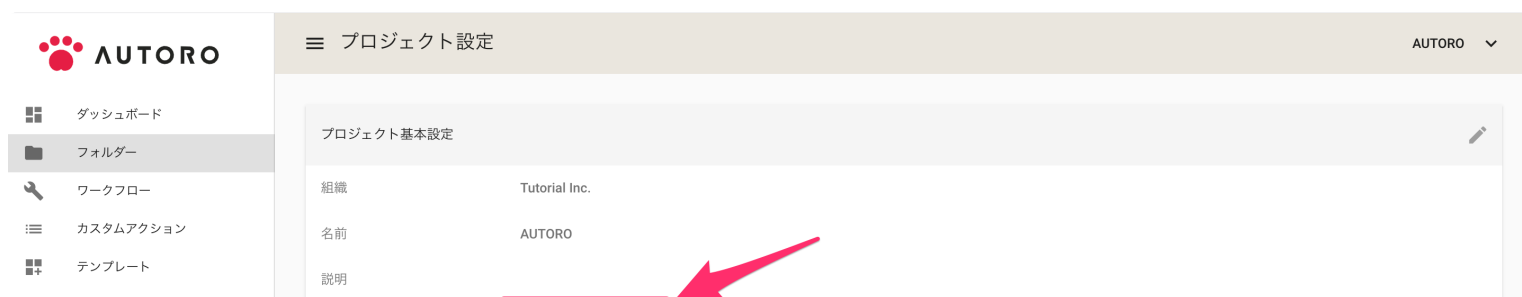 AUTORO
プロジェクト設定
AUTORO
ダッシュボード
フォルダー
ワークフロー
カスタムアクション
テンプレート
プロジェクト基本設定
組織 Tutorial Inc.
名前 AUTORO
説明